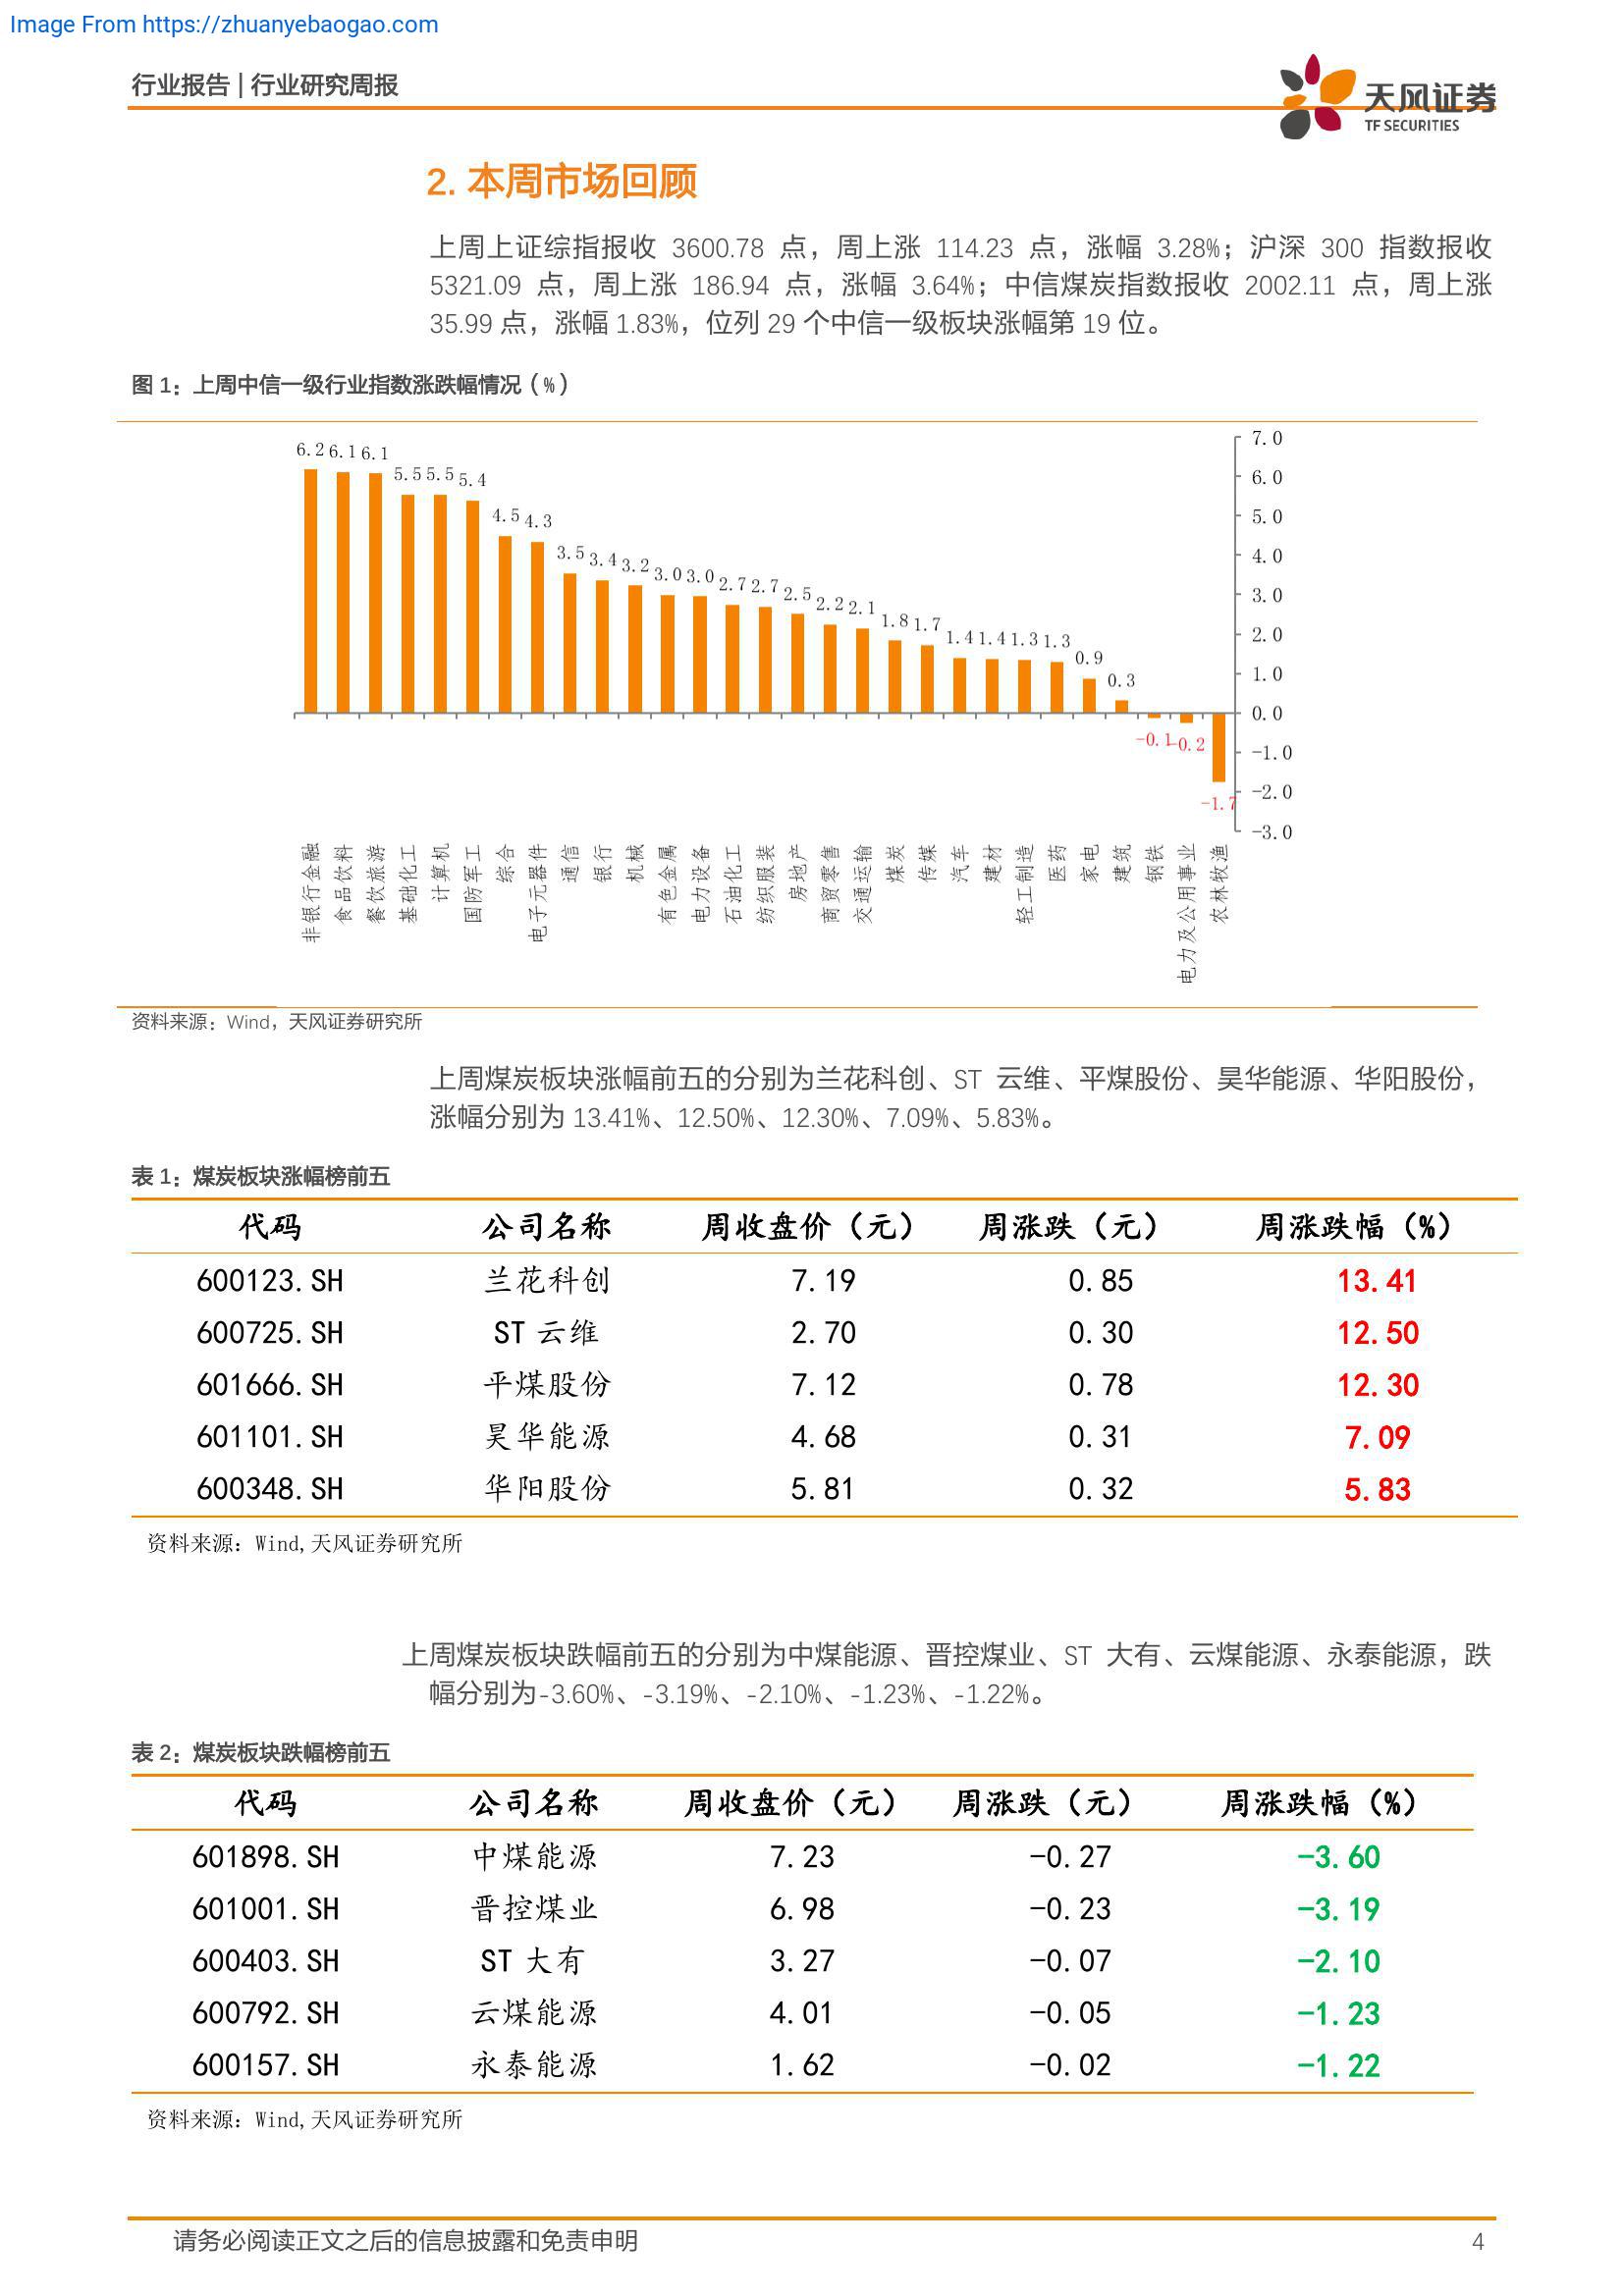 Image From https://zhuanyebaogao.com
行业报告 | 行业研究周报
天风证券
TF SECURITIES
2. 本周市场回顾
上周上证综指报收 3600.78 点，周上涨 114.23 点，涨幅 3.28%；沪深 300 指数报收
5321.09 点，周上涨 186.94 点，涨幅 3.64%；中信煤炭指数报收 2002.11 点，周上涨
35.99 点，涨幅 1.83%，位列 29 个中信一级板块涨幅第 19 位。
图 1：上周中信一级行业指数涨跌幅情况（%）
6.2 6.1 6.1 5.5 5.5 5.4 4.5 4.3 3.5 3.4 3.2 3.0 3.0 2.7 2.7 2.5 2.2 2.1 1.8 1.7 1.4 1.4 1.3 1.3 0.9 0.3 -0.1 -0.2 -1.7
7.0
6.0
5.0
4.0
3.0
2.0
1.0
0.0
-1.0
-2.0
-3.0
非银行金融 食品饮料 餐饮旅游 基础化工 计算机 国防军工 综合 电子元器件 通信 银行 机械 有色金属 电力设备 石油化工 纺织服装 房地产 商贸零售 交通运输 煤炭 传媒 汽车 建材 轻工制造 医药 家电 建筑 钢铁 电力及公用事业 农林牧渔
资料来源：Wind，天风证券研究所
上周煤炭板块涨幅前五的分别为兰花科创、ST 云维、平煤股份、昊华能源、华阳股份，
涨幅分别为 13.41%、12.50%、12.30%、7.09%、5.83%。
表 1：煤炭板块涨幅榜前五
代码 公司名称 周收盘价（元） 周涨跌（元） 周涨跌幅（%）
600123.SH 兰花科创 7.19 0.85 13.41
600725.SH ST 云维 2.70 0.30 12.50
601666.SH 平煤股份 7.12 0.78 12.30
601101.SH 昊华能源 4.68 0.31 7.09
600348.SH 华阳股份 5.81 0.32 5.83
资料来源：Wind,天风证券研究所
上周煤炭板块跌幅前五的分别为中煤能源、晋控煤业、ST 大有、云煤能源、永泰能源，跌
幅分别为-3.60%、-3.19%、-2.10%、-1.23%、-1.22%。
表 2：煤炭板块跌幅榜前五
代码 公司名称 周收盘价（元） 周涨跌（元） 周涨跌幅（%）
601898.SH 中煤能源 7.23 -0.27 -3.60
601001.SH 晋控煤业 6.98 -0.23 -3.19
600403.SH ST 大有 3.27 -0.07 -2.10
600792.SH 云煤能源 4.01 -0.05 -1.23
600157.SH 永泰能源 1.62 -0.02 -1.22
资料来源：Wind,天风证券研究所
请务必阅读正文之后的信息披露和免责申明 4